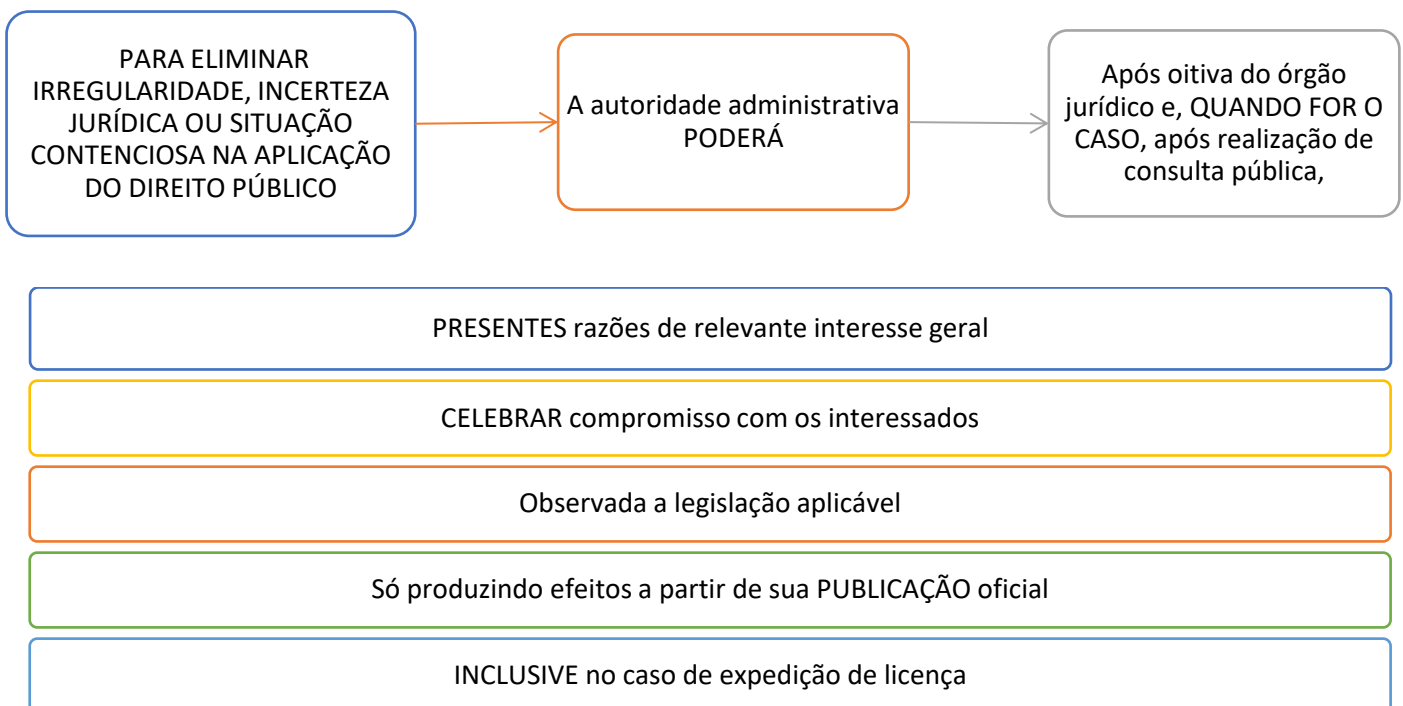 PARA ELIMINAR
IRREGULARIDADE, INCERTEZA
JURÍDICA OU SITUAÇÃO
CONTENCIOSA NA APLICAÇÃO
DO DIREITO PÚBLICO
A autoridade administrativa
PODERÁ
Após oitiva do órgão
jurídico e, QUANDO FOR O
CASO, após realização de
consulta pública,
PRESENTES razões de relevante interesse geral
CELEBRAR compromisso com os interessados
Observada a legislação aplicável
Só produzindo efeitos a partir de sua PUBLICAÇÃO oficial
INCLUSIVE no caso de expedição de licença